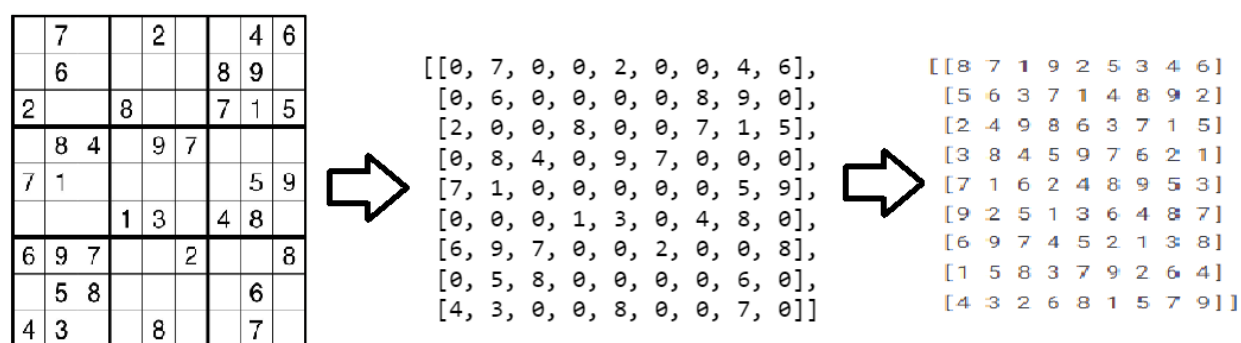 7 2 4 6
6 8 9
2 8 7 1 5
8 4 9 7
7 1 5 9
1 3 4 8
6 9 7 2 8
5 8 6
4 3 8 7
[[0, 7, 0, 0, 2, 0, 0, 4, 6],
[0, 6, 0, 0, 0, 0, 8, 9, 0],
[2, 0, 0, 8, 0, 0, 7, 1, 5],
[0, 8, 4, 0, 9, 7, 0, 0, 0],
[7, 1, 0, 0, 0, 0, 0, 5, 9],
[0, 0, 0, 1, 3, 0, 4, 8, 0],
[6, 9, 7, 0, 0, 2, 0, 0, 8],
[0, 5, 8, 0, 0, 0, 0, 6, 0],
[4, 3, 0, 0, 8, 0, 0, 7, 0]]
[[8 7 1 9 2 5 3 4 6]
[5 6 3 7 1 4 8 9 2]
[2 4 9 8 6 3 7 1 5]
[3 8 4 5 9 7 6 2 1]
[7 1 6 2 4 8 9 5 3]
[9 2 5 1 3 6 4 8 7]
[6 9 7 4 5 2 1 3 8]
[1 5 8 3 7 9 2 6 4]
[4 3 2 6 8 1 5 7 9]]